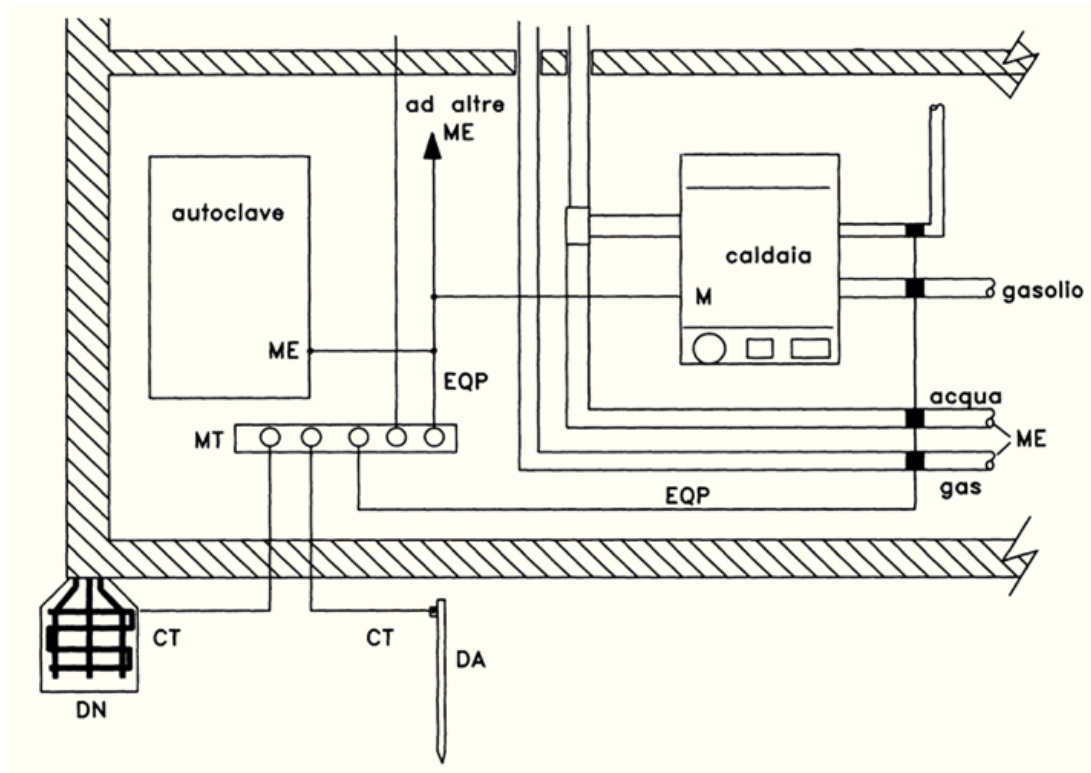 ad altre
ME
autoclave
caldaia
M
gasolio
ME
EQP
acqua
MT
ME
EQP
gas
CT
CT
DA
DN